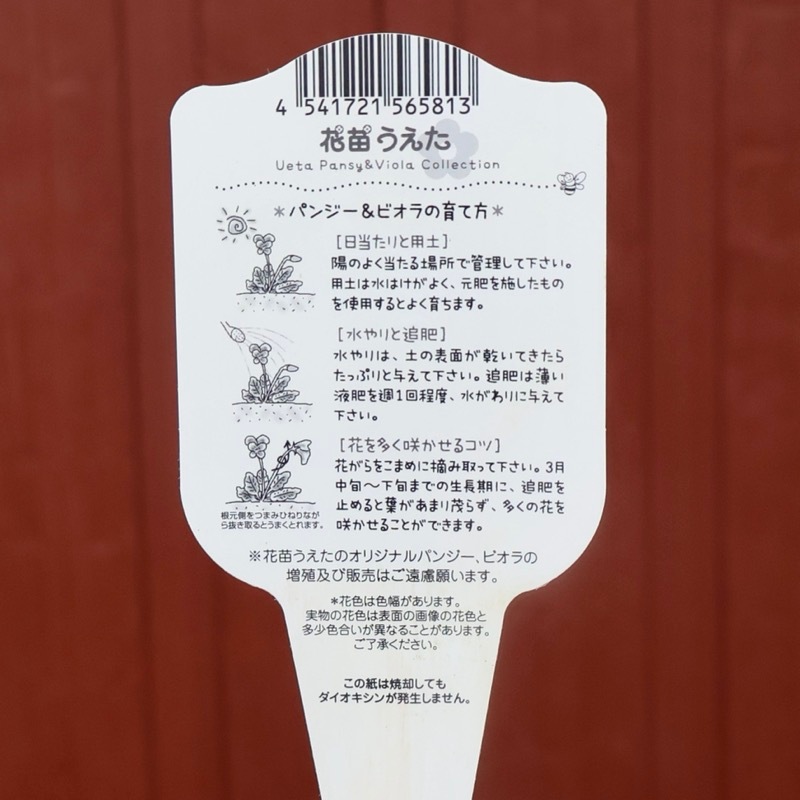 4 541721 565813
花苗うえた
Ueta Pansy&Viola Collection
*パンジー&ビオラの育て方*
[日当たりと用土]
陽のよく当たる場所で管理して下さい。
用土は水はけがよく、元肥を施したもの
を使用するとよく育ちます。
[水やりと追肥]
水やりは、土の表面が乾いてきたら
たっぷりと与えて下さい。追肥は薄い
液肥を週1回程度、水がわりに与えて
下さい。
[花を多く咲かせるコツ]
花がらをこまめに摘み取って下さい。3月
中旬〜下旬までの生長期に、追肥を
止めると葉があまり茂らず、多くの花を
咲かせることができます。
根元側をつまみひねりなが
ら抜き取るとうまくとれます。
※花苗うえたのオリジナルパンジー、ビオラの
増殖及び販売はご遠慮願います。
*花色は色幅があります。
実物の花色は表面の画像の花色と
多少色合いが異なることがあります。
ご了承ください。
この紙は焼却しても
ダイオキシンが発生しません。